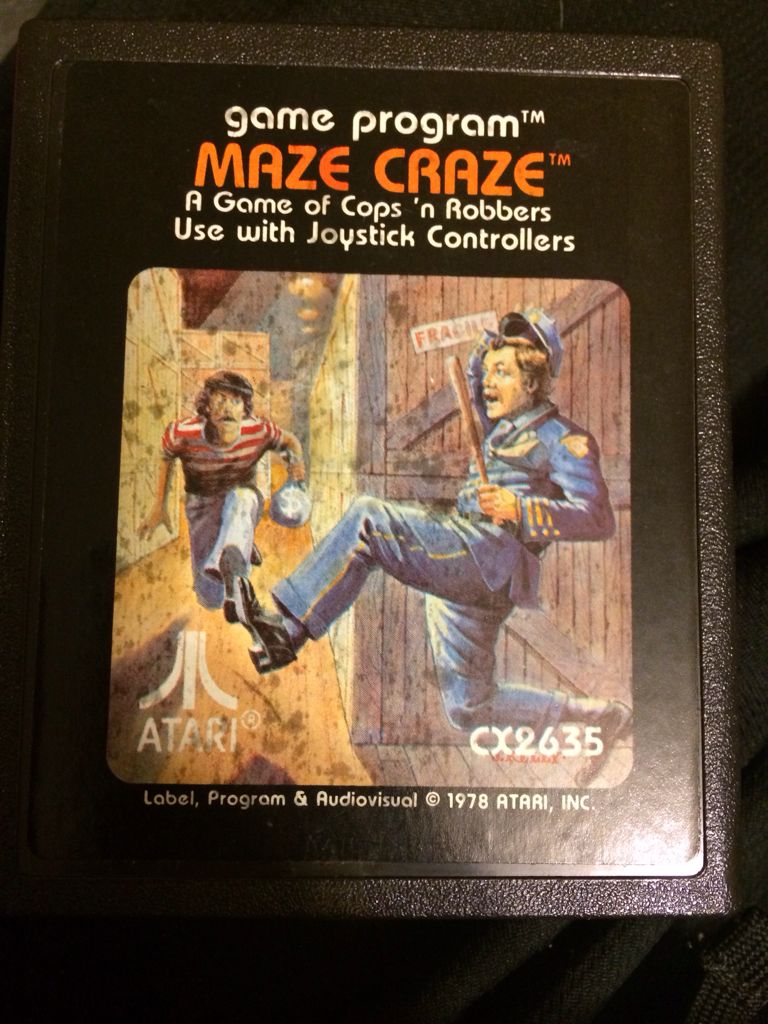 game program™
MAZE CRAZE™
A Game of Cops 'n Robbers
Use with Joystick Controllers
$
ATARI®
CX2635
Label, Program & Audiovisual © 1978 ATARI, INC.